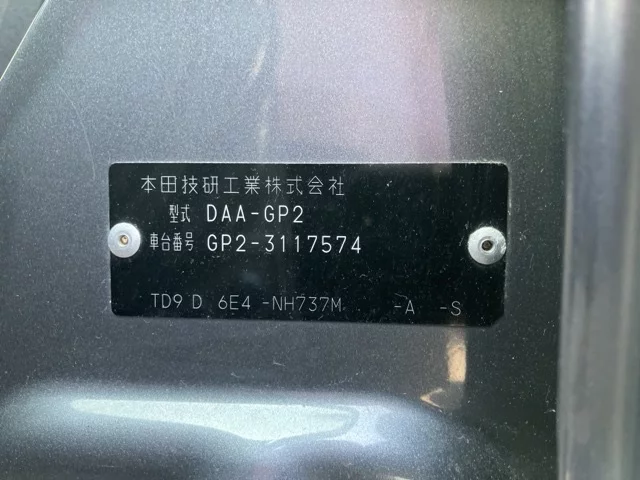 本田技研工業株式会社
型式 DAA-GP2
車台番号 GP2-3117574
TD9 D 6E4 -NH737M -A -S